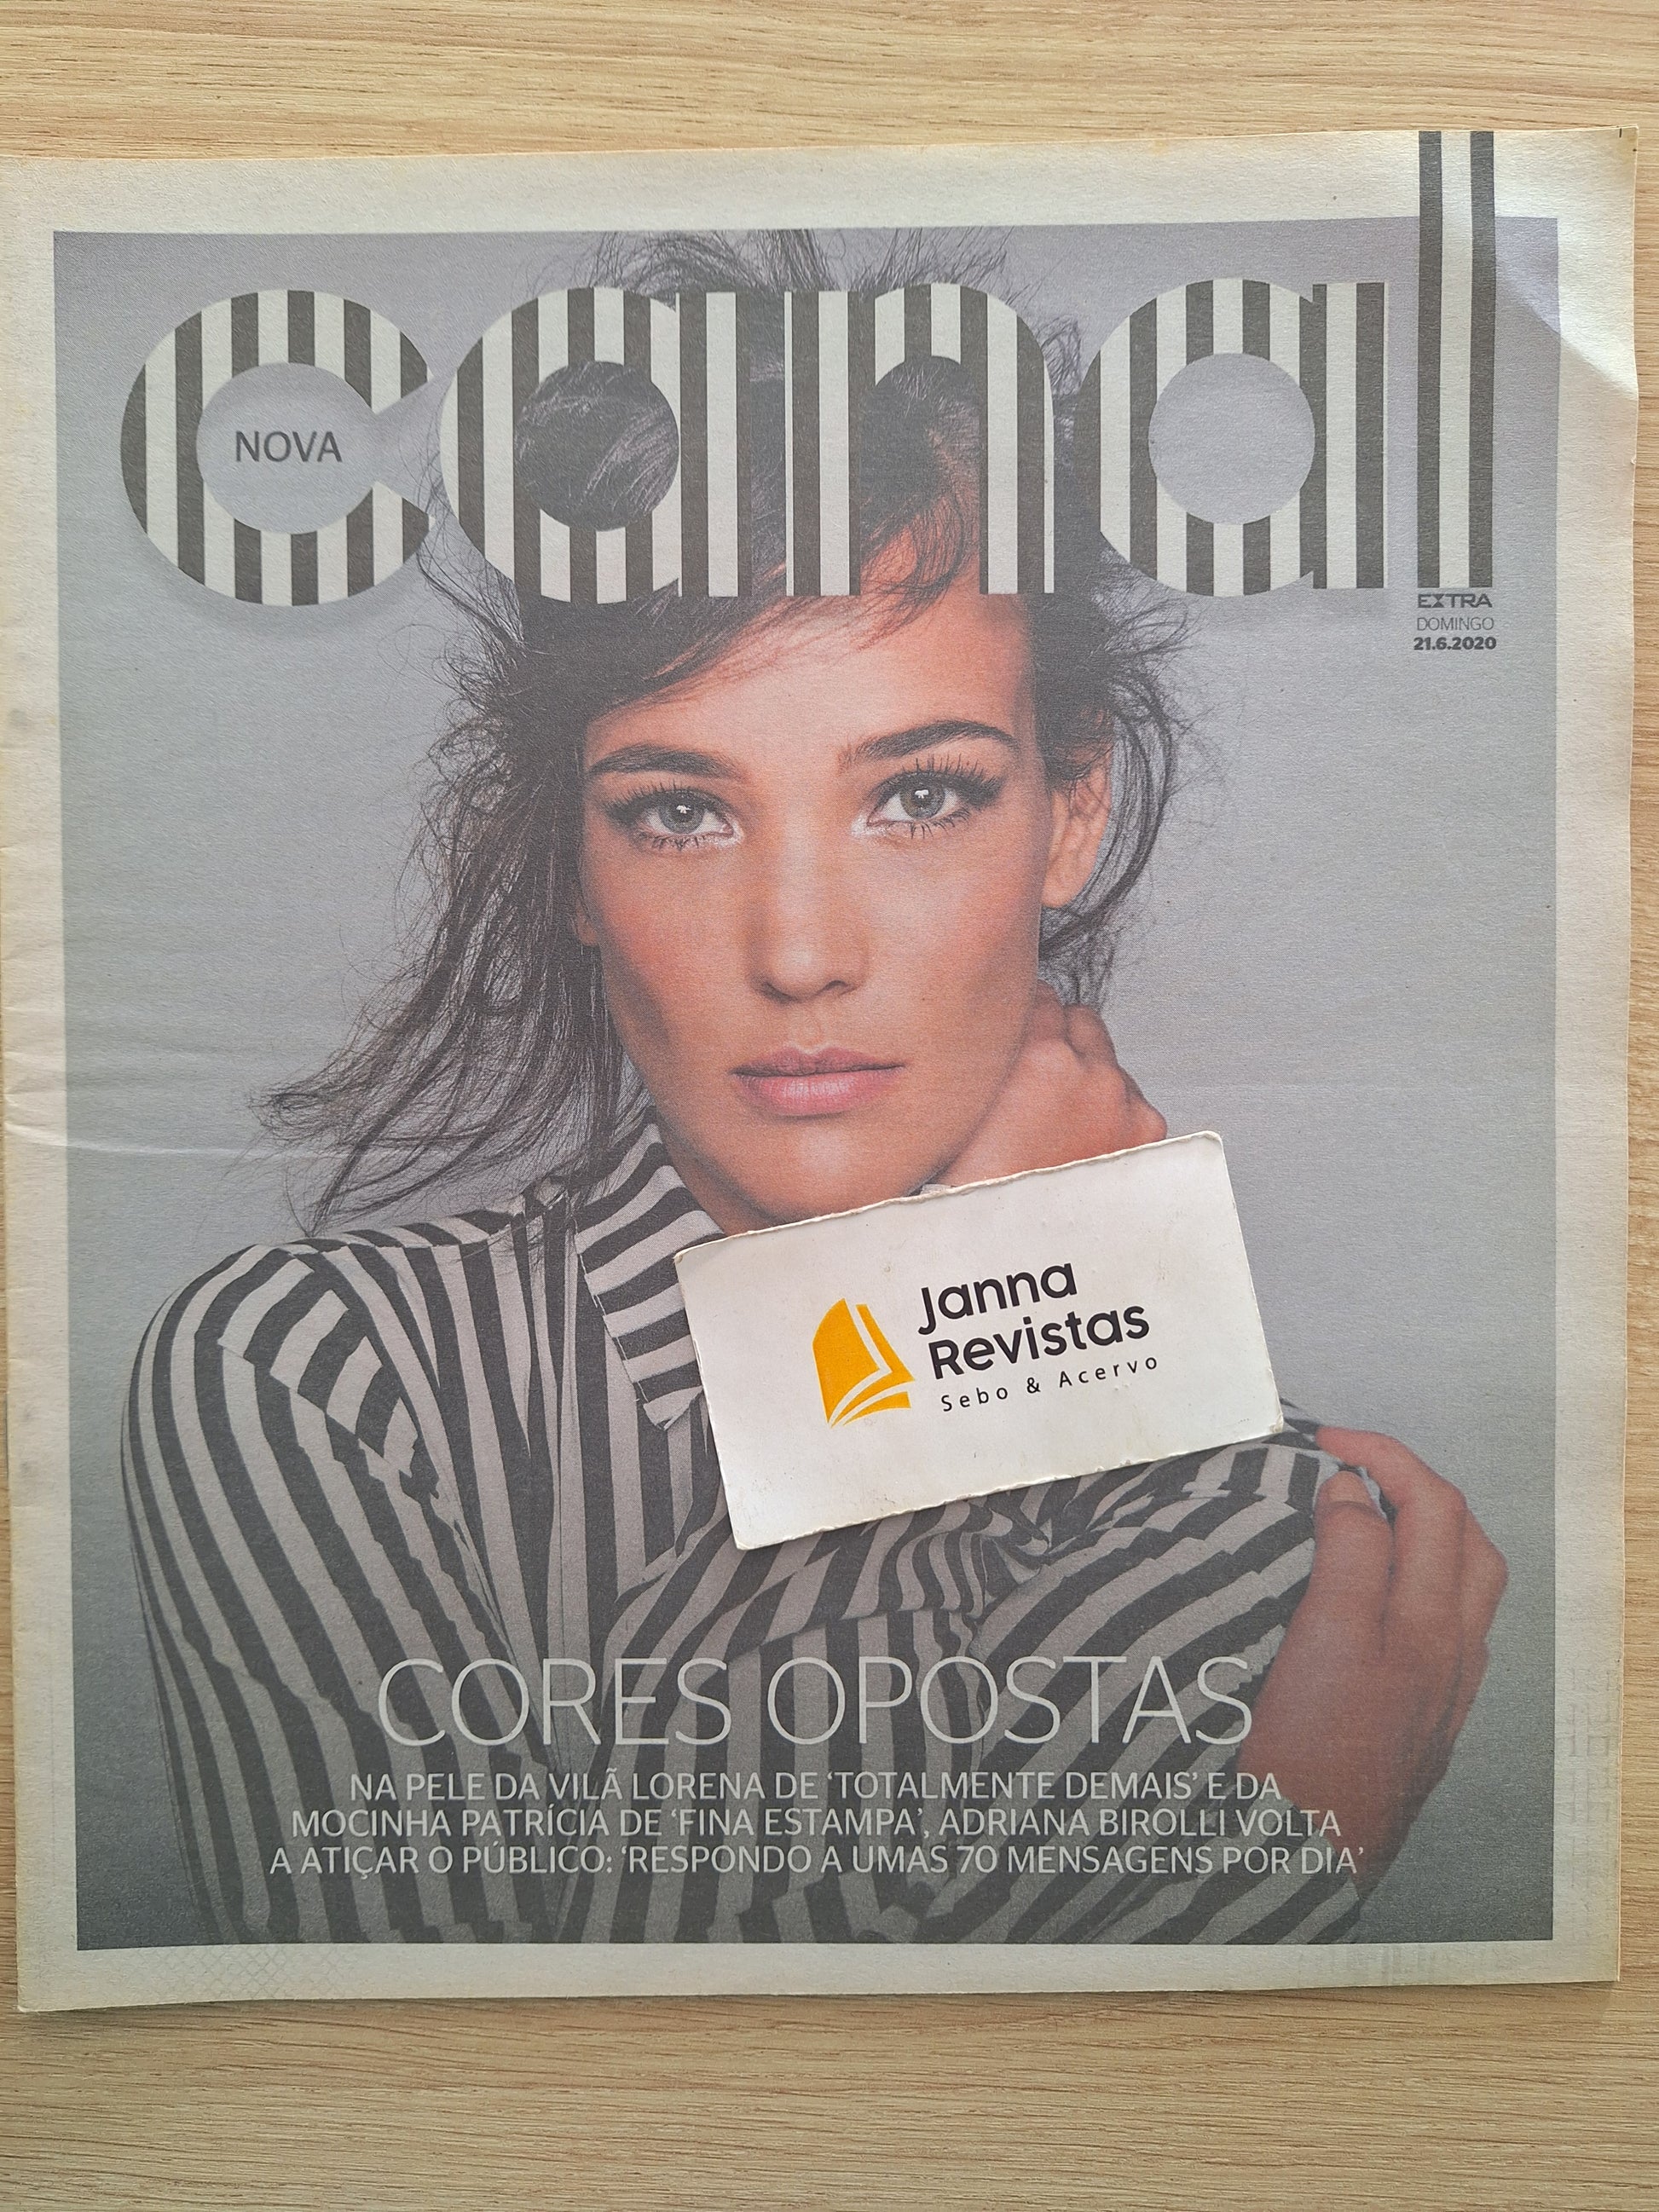 canal
NOVA
EXTRA
DOMINGO
21.6.2020
Janna
Revistas
Sebo & Acervo
CORES OPOSTAS
NA PELE DA VILÃ LORENA DE ‘TOTALMENTE DEMAIS’ E DA
MOCINHA PATRÍCIA DE ‘FINA ESTAMPA’, ADRIANA BIROLLI VOLTA
A ATIÇAR O PÚBLICO: ‘RESPONDO A UMAS 70 MENSAGENS POR DIA’